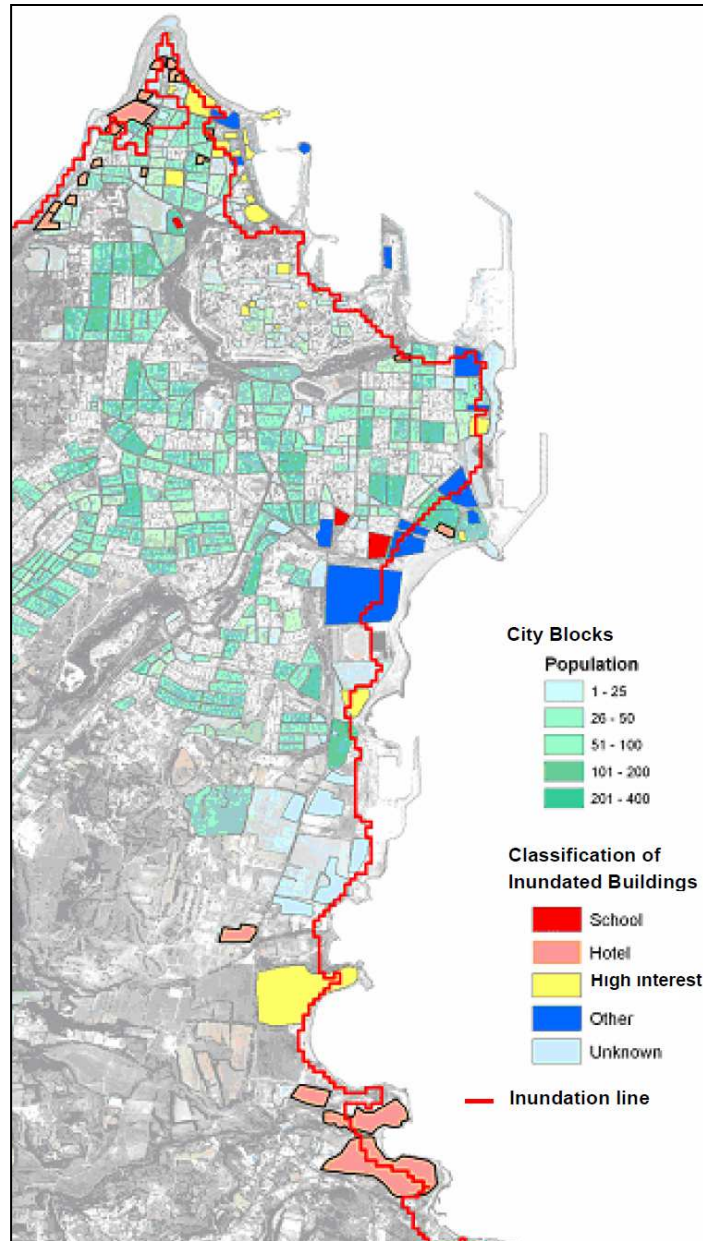 City Blocks
Population
1 - 25
26 - 50
51 - 100
101 - 200
201 - 400
Classification of
Inundated Buildings
School
Hotel
High interest
Other
Unknown
Inundation line